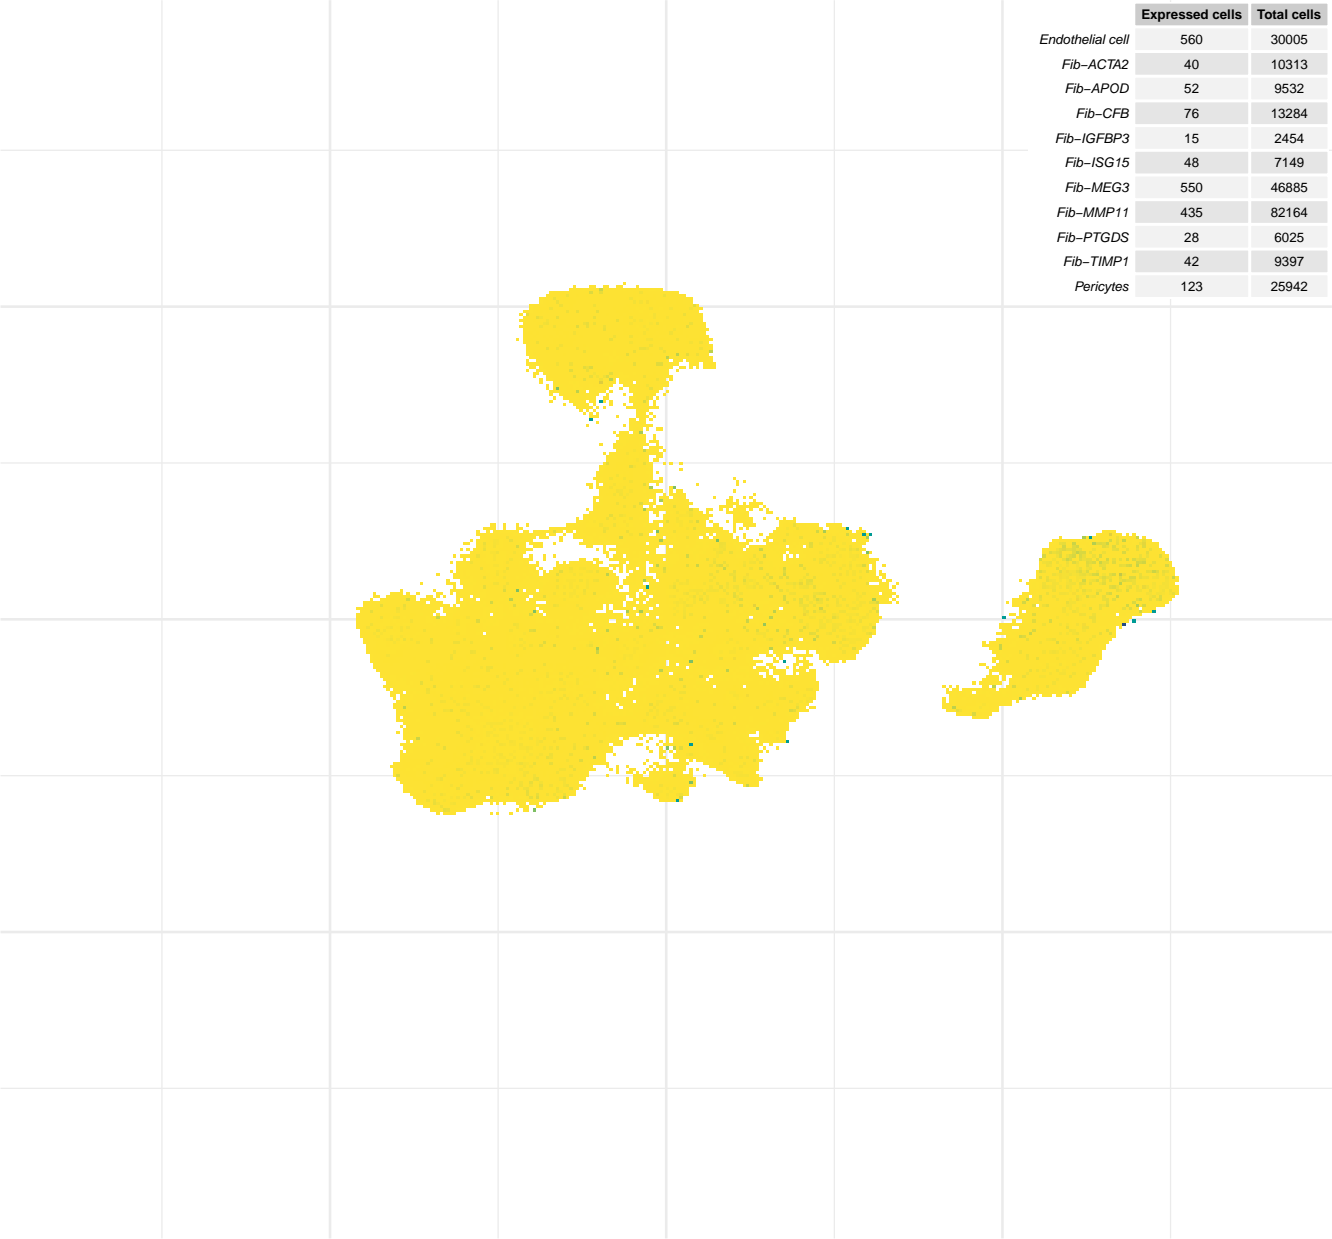 Expressed cells Total cells
Endothelial cell 560 30005
Fib−ACTA2 40 10313
Fib−APOD 52 9532
Fib−CFB 76 13284
Fib−IGFBP3 15 2454
Fib−ISG15 48 7149
Fib−MEG3 550 46885
Fib−MMP11 435 82164
Fib−PTGDS 28 6025
Fib−TIMP1 42 9397
Pericytes 123 25942